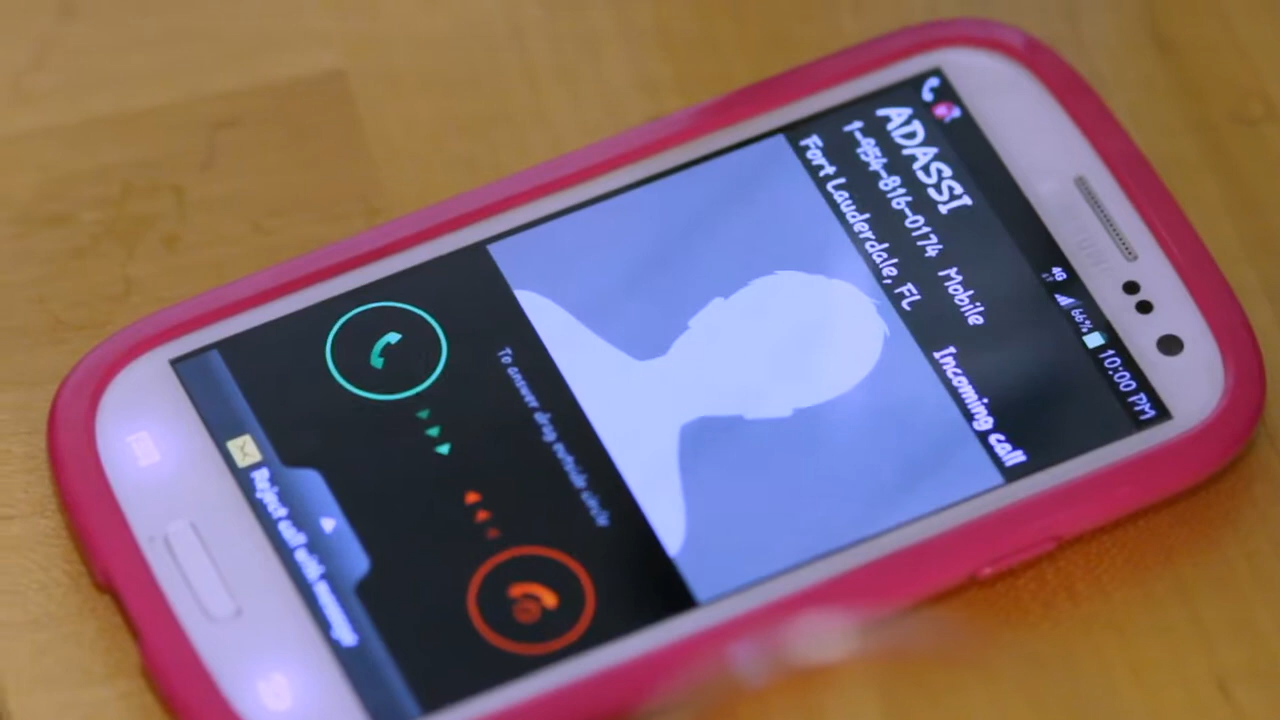 4G 66% 10:00 PM
ADASSI
1-954-816-0174 Mobile
Fort Lauderdale, FL
Incoming call
To answer drag outside circle
Reject call with message